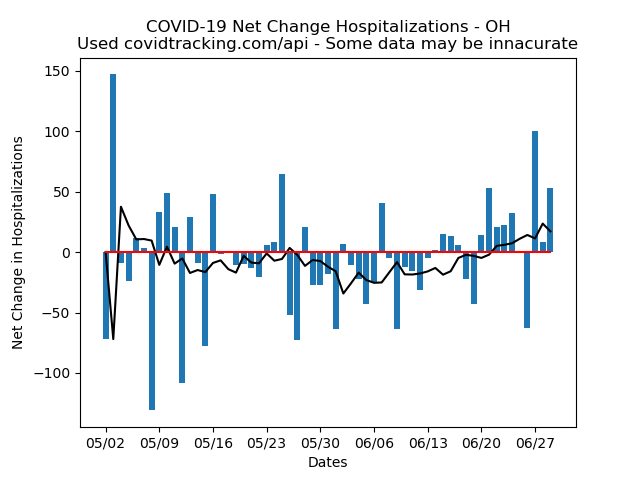 COVID-19 Net Change Hospitalizations - OH
Used covidtracking.com/api - Some data may be innacurate
Net Change in Hospitalizations
150
100
50
0
−50
−100
05/02 05/09 05/16 05/23 05/30 06/06 06/13 06/20 06/27
Dates